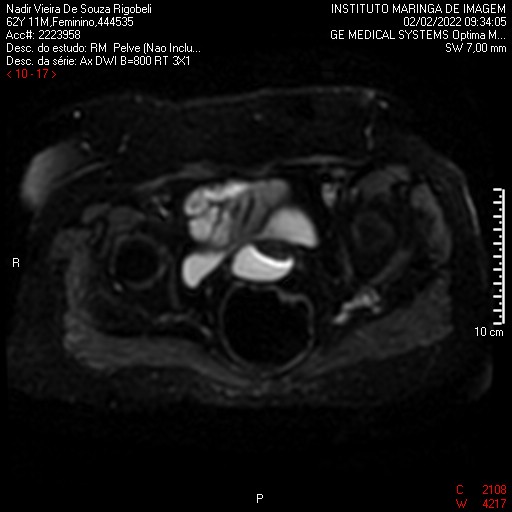 Nadir Vieira De Souza Rigobeli
62Y 11M,Feminino,444535
Acc#: 2223958
Desc. do estudo: RM  Pelve (Nao Inclu...
Desc. da série: Ax DWI B=800 RT 3X1
< 10 - 17 >
INSTITUTO MARINGA DE IMAGEM
02/02/2022 09:34:05
GE MEDICAL SYSTEMS Optima M...
SW 7,00 mm
R
10 cm
P
C 2108
W 4217